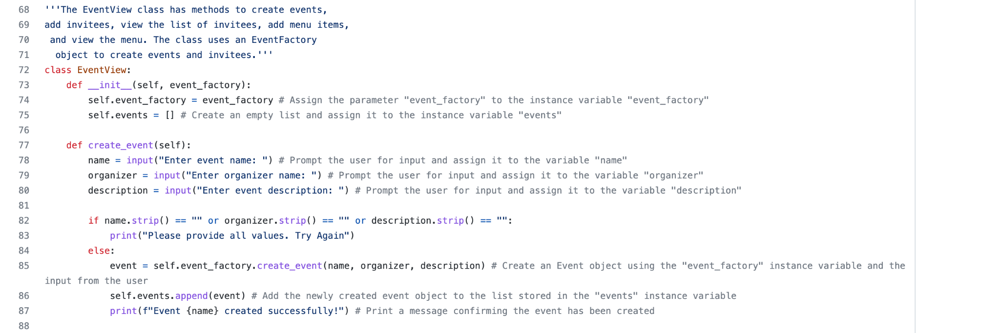 68 '''The EventView class has methods to create events,
69 add invitees, view the list of invitees, add menu items,
70  and view the menu. The class uses an EventFactory
71   object to create events and invitees.'''
72 class EventView:
73     def __init__(self, event_factory):
74         self.event_factory = event_factory # Assign the parameter "event_factory" to the instance variable "event_factory"
75         self.events = [] # Create an empty list and assign it to the instance variable "events"
76
77     def create_event(self):
78         name = input("Enter event name: ") # Prompt the user for input and assign it to the variable "name"
79         organizer = input("Enter organizer name: ") # Prompt the user for input and assign it to the variable "organizer"
80         description = input("Enter event description: ") # Prompt the user for input and assign it to the variable "description"
81
82         if name.strip() == "" or organizer.strip() == "" or description.strip() == "":
83             print("Please provide all values. Try Again")
84         else:
85             event = self.event_factory.create_event(name, organizer, description) # Create an Event object using the "event_factory" instance variable and the
input from the user
86             self.events.append(event) # Add the newly created event object to the list stored in the "events" instance variable
87             print(f"Event {name} created successfully!") # Print a message confirming the event has been created
88